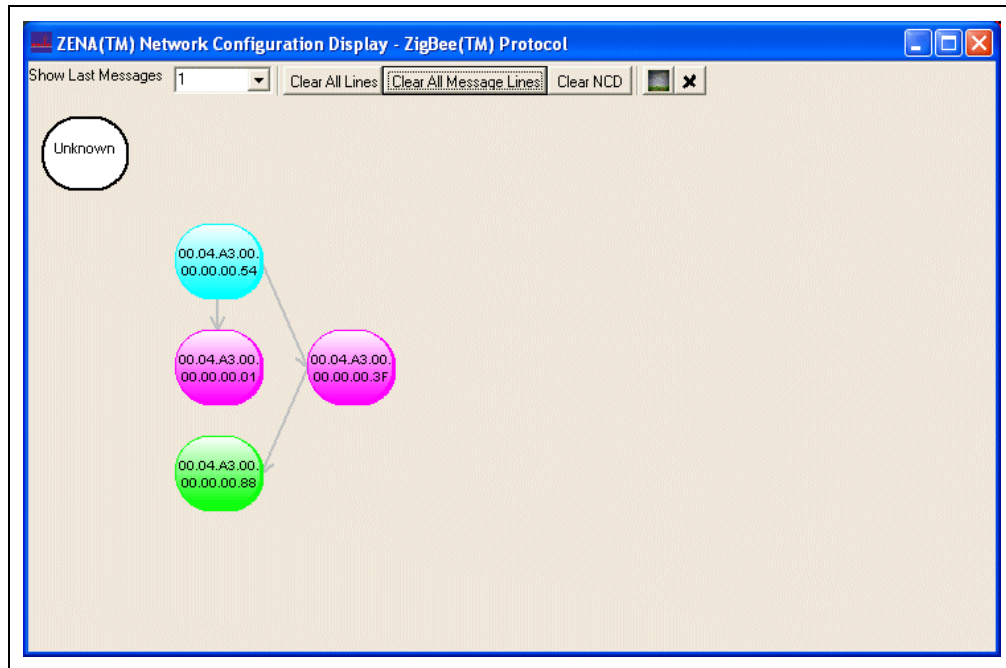 ZENA(TM) Network Configuration Display - ZigBee(TM) Protocol
Show Last Messages 1 Clear All Lines Clear All Message Lines Clear NCD
Unknown
00.04.A3.00.
00.00.00.54
00.04.A3.00.
00.00.00.01
00.04.A3.00.
00.00.00.3F
00.04.A3.00.
00.00.00.88